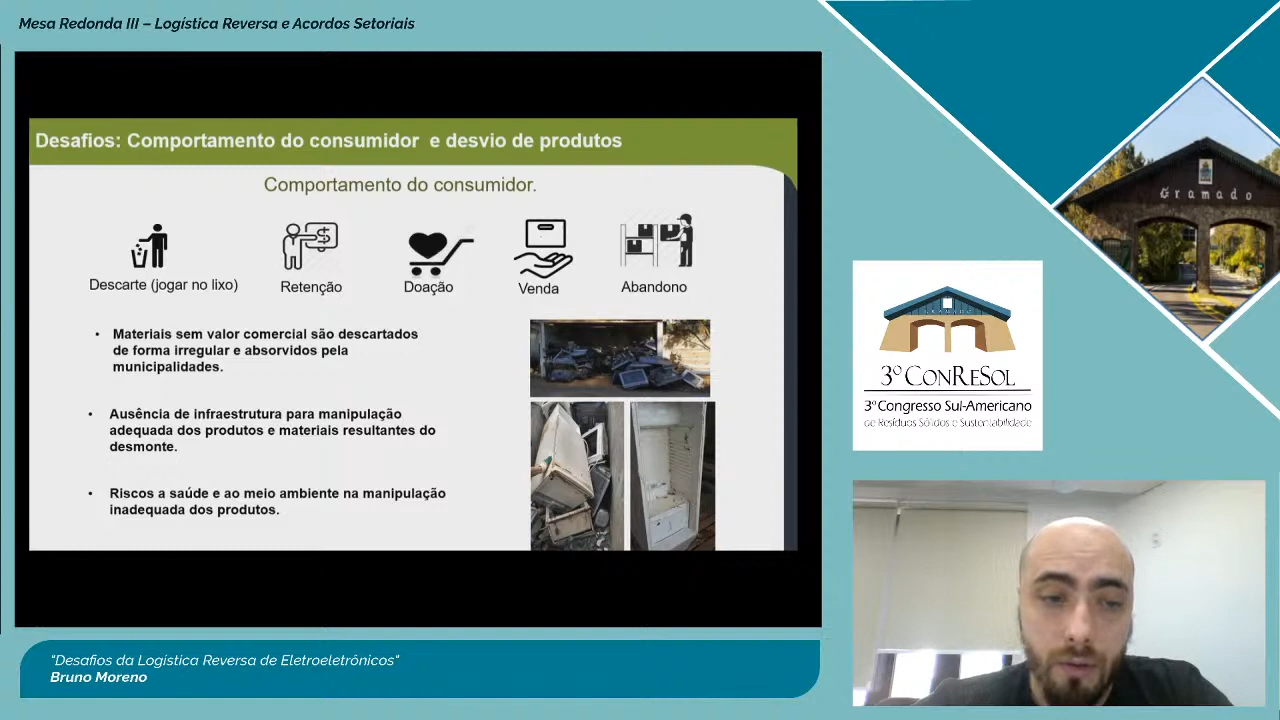 Mesa Redonda III – Logística Reversa e Acordos Setoriais
Desafios: Comportamento do consumidor e desvio de produtos
Comportamento do consumidor.
Descarte (jogar no lixo)
Retenção
Doação
Venda
Abandono
• Materiais sem valor comercial são descartados
de forma irregular e absorvidos pela
municipalidades.
• Ausência de infraestrutura para manipulação
adequada dos produtos e materiais resultantes do
desmonte.
• Riscos a saúde e ao meio ambiente na manipulação
inadequada dos produtos.
Gramado
GRAMADO
3º CONRESOL
3º Congresso Sul-Americano
de Resíduos Sólidos e Sustentabilidade
"Desafios da Logística Reversa de Eletroeletrônicos"
Bruno Moreno